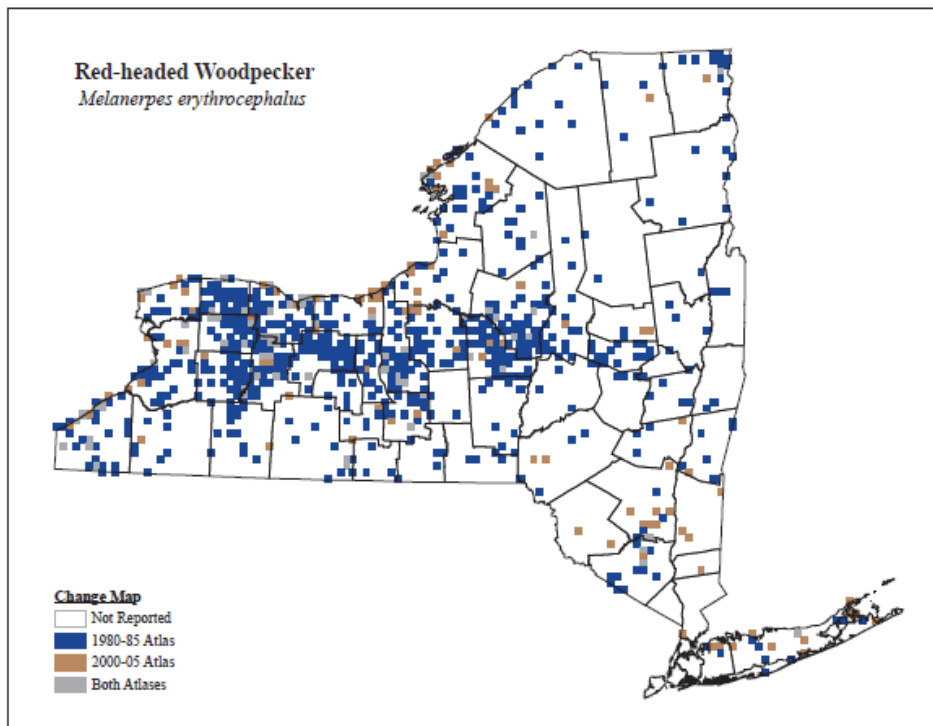 Red-headed Woodpecker
Melanerpes erythrocephalus
Change Map
Not Reported
1980-85 Atlas
2000-05 Atlas
Both Atlases